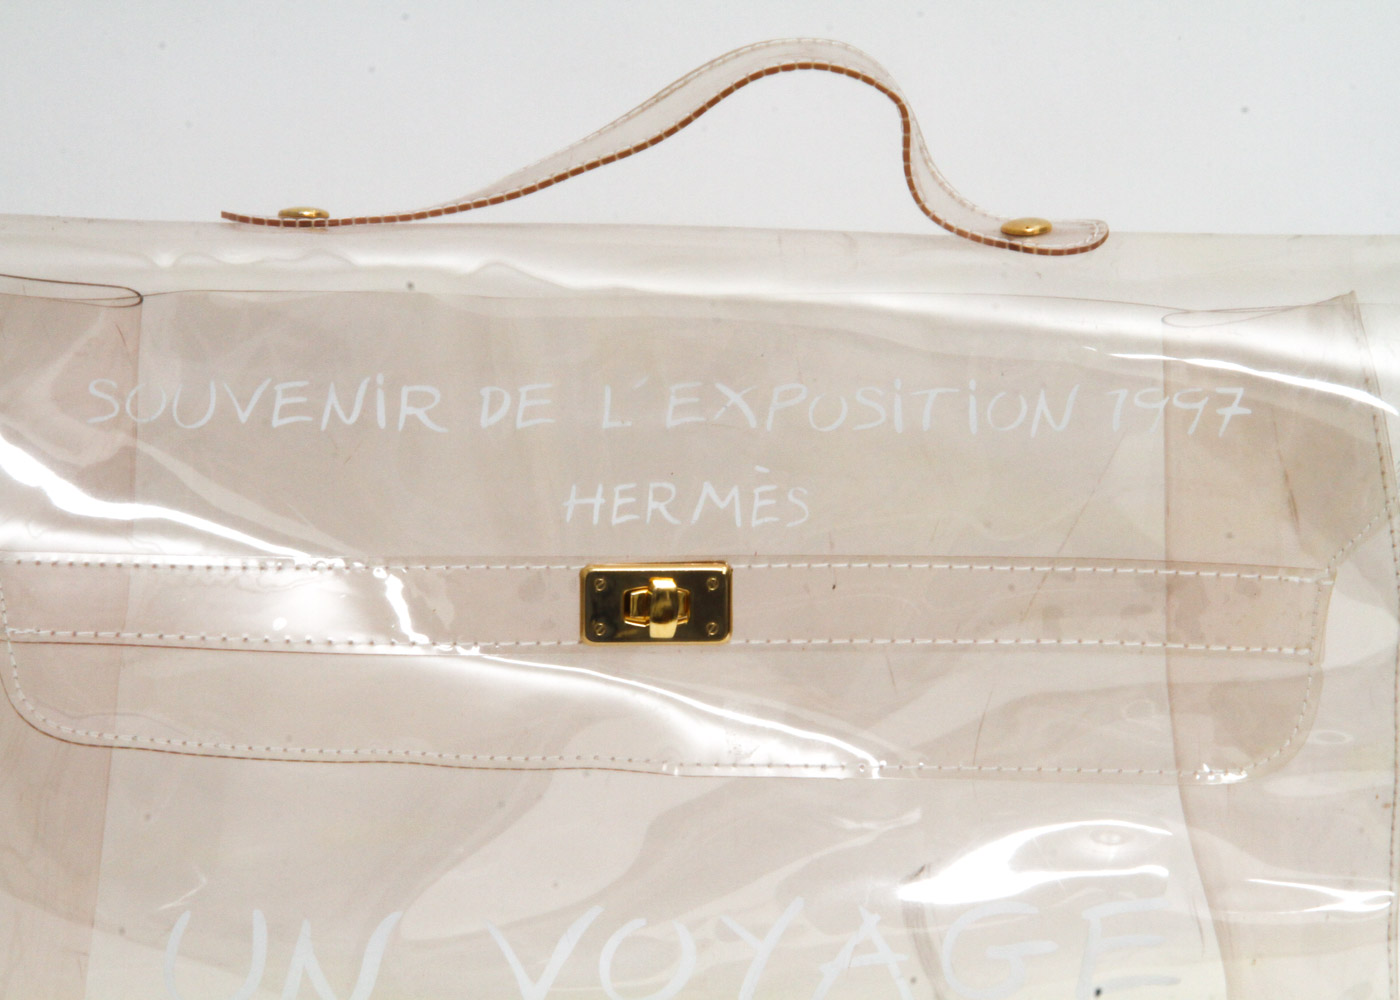 SOUVENiR DE L'EXPOSiTiON 1997
HERMÈS
UN VOYAGE